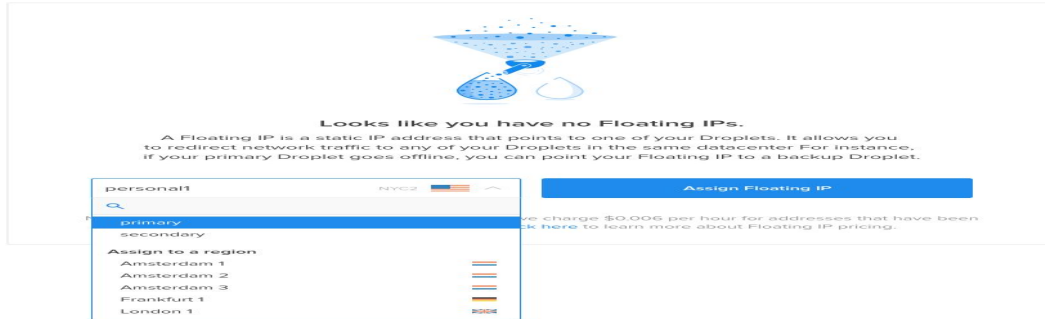 Looks like you have no Floating IPs.
A Floating IP is a static IP address that points to one of your Droplets. It allows you
to redirect network traffic to any of your Droplets in the same datacenter For instance,
if your primary Droplet goes offline, you can point your Floating IP to a backup Droplet.
personal1 NYC2
Assign Floating IP
primary
secondary
ve charge $0.006 per hour for addresses that have been
ck here to learn more about Floating IP pricing.
Assign to a region
Amsterdam 1
Amsterdam 2
Amsterdam 3
Frankfurt 1
London 1